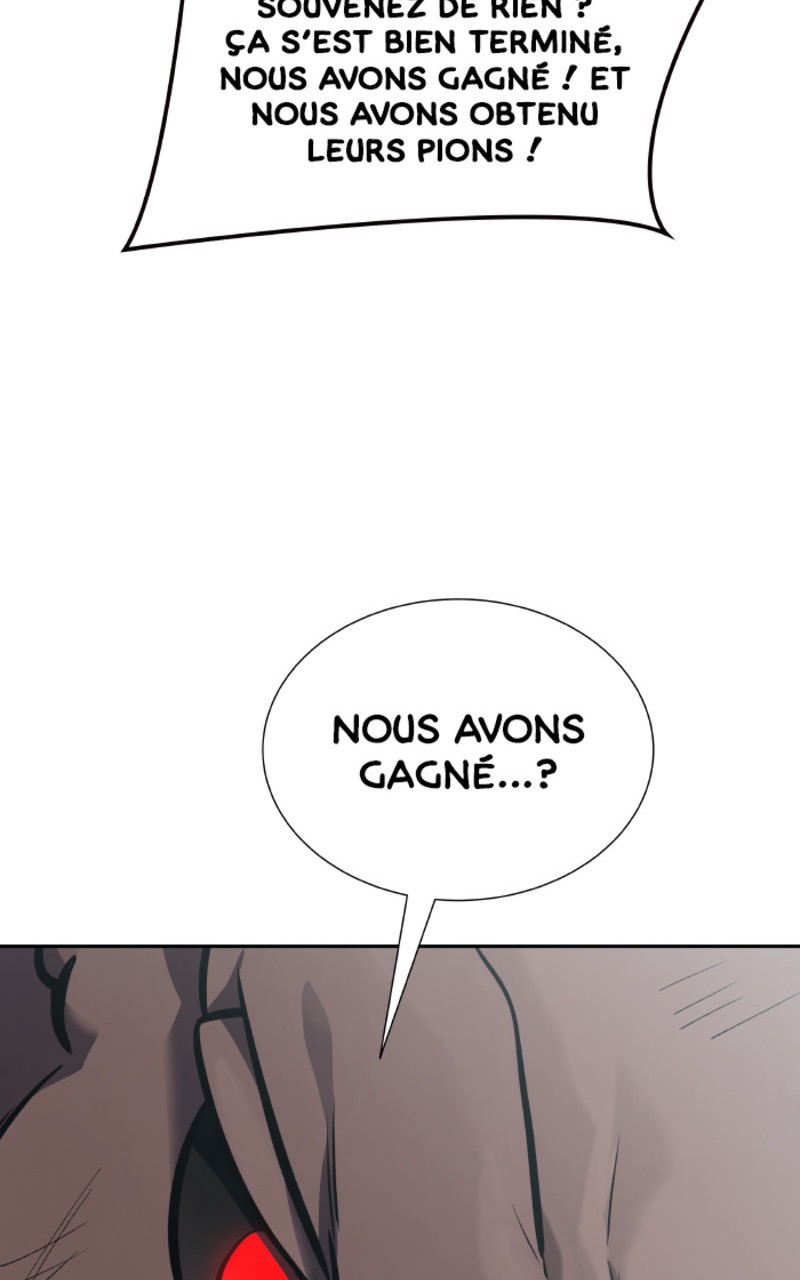 SOUVENEZ DE RIEN ?
ÇA S'EST BIEN TERMINÉ,
NOUS AVONS GAGNÉ ! ET
NOUS AVONS OBTENU
LEURS PIONS !
NOUS AVONS
GAGNÉ...?